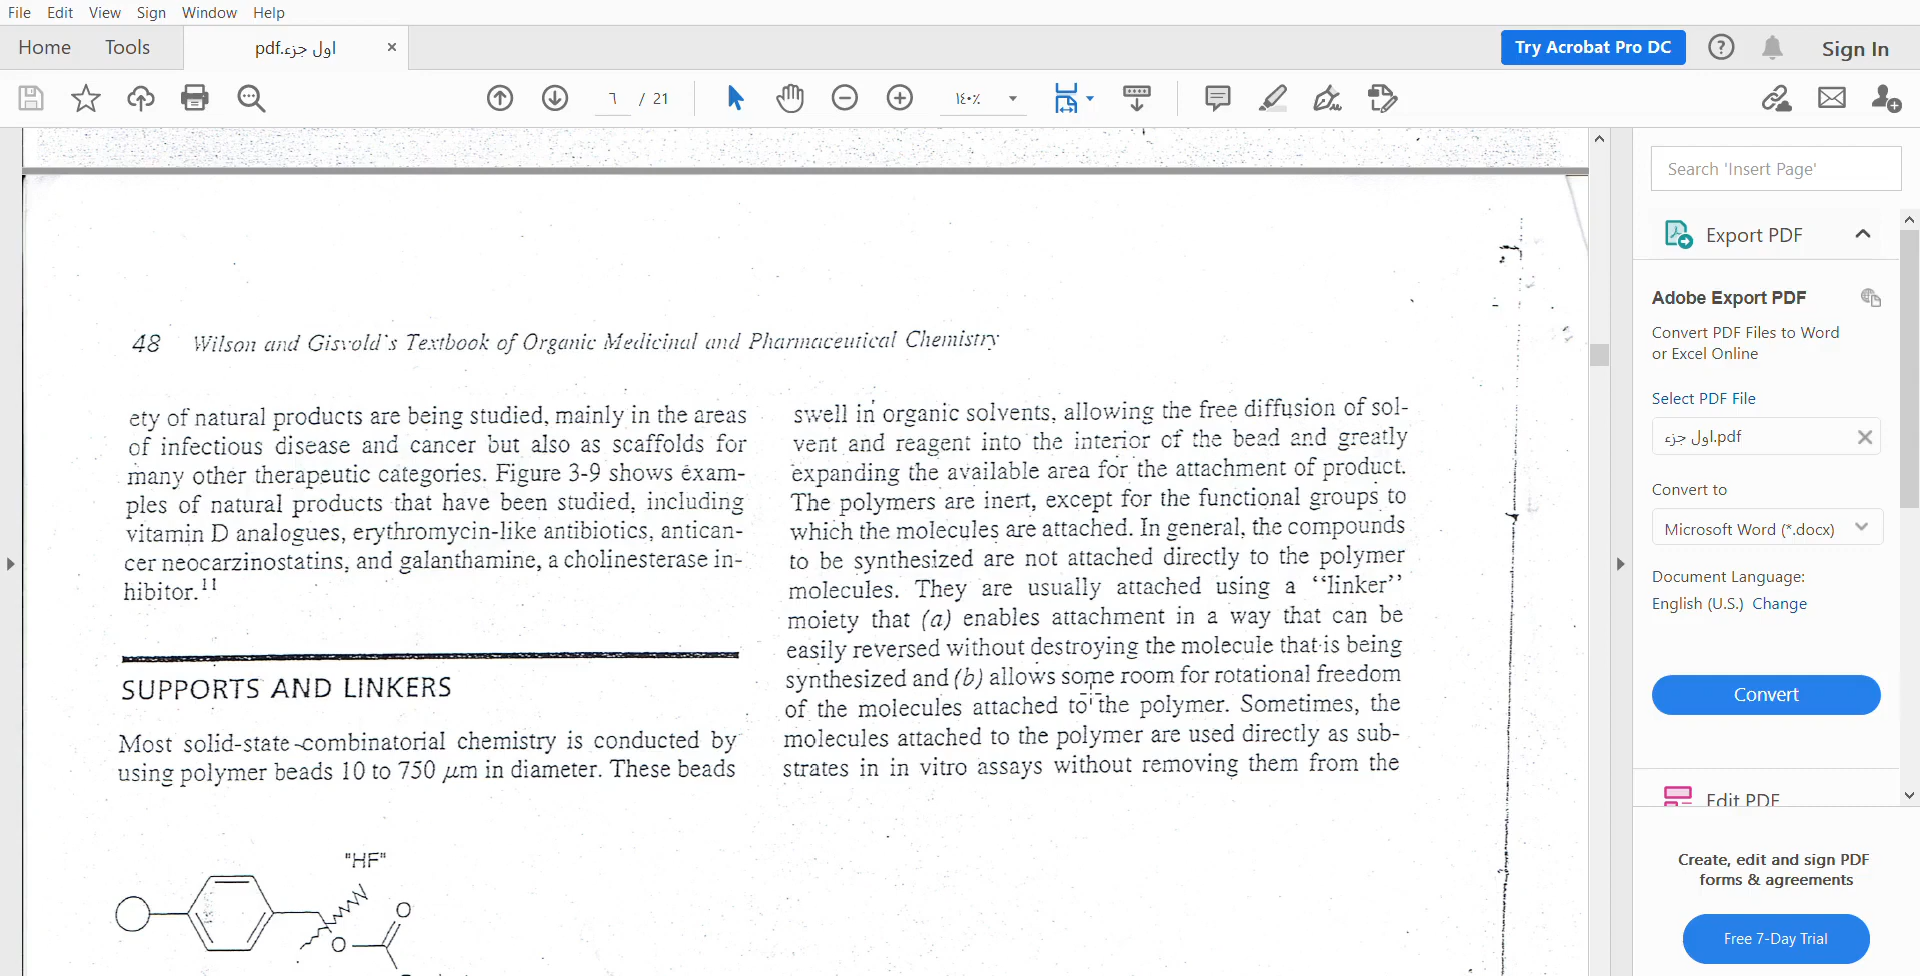 File Edit View Sign Window Help
Home Tools اول جزء.pdf × Try Acrobat Pro DC ? Sign In
٦ / 21 ١٤٠٪
48 Wilson and Gisvold's Textbook of Organic Medicinal and Pharmaceutical Chemistry
ety of natural products are being studied, mainly in the areas
of infectious disease and cancer but also as scaffolds for
many other therapeutic categories. Figure 3-9 shows exam-
ples of natural products that have been studied, including
vitamin D analogues, erythromycin-like antibiotics, antican-
cer neocarzinostatins, and galanthamine, a cholinesterase in-
hibitor.11
SUPPORTS AND LINKERS
Most solid-state combinatorial chemistry is conducted by
using polymer beads 10 to 750 μm in diameter. These beads
swell in organic solvents, allowing the free diffusion of sol-
vent and reagent into the interior of the bead and greatly
expanding the available area for the attachment of product.
The polymers are inert, except for the functional groups to
which the molecules are attached. In general, the compounds
to be synthesized are not attached directly to the polymer
molecules. They are usually attached using a “linker”
moiety that (a) enables attachment in a way that can be
easily reversed without destroying the molecule that is being
synthesized and (b) allows some room for rotational freedom
of the molecules attached to the polymer. Sometimes, the
molecules attached to the polymer are used directly as sub-
strates in in vitro assays without removing them from the
"HF"
O
O
Search 'Insert Page'
Export PDF
Adobe Export PDF
Convert PDF Files to Word
or Excel Online
Select PDF File
اول جزء.pdf
Convert to
Microsoft Word (*.docx)
Document Language:
English (U.S.) Change
Convert
Edit PDF
Create, edit and sign PDF
forms & agreements
Free 7-Day Trial